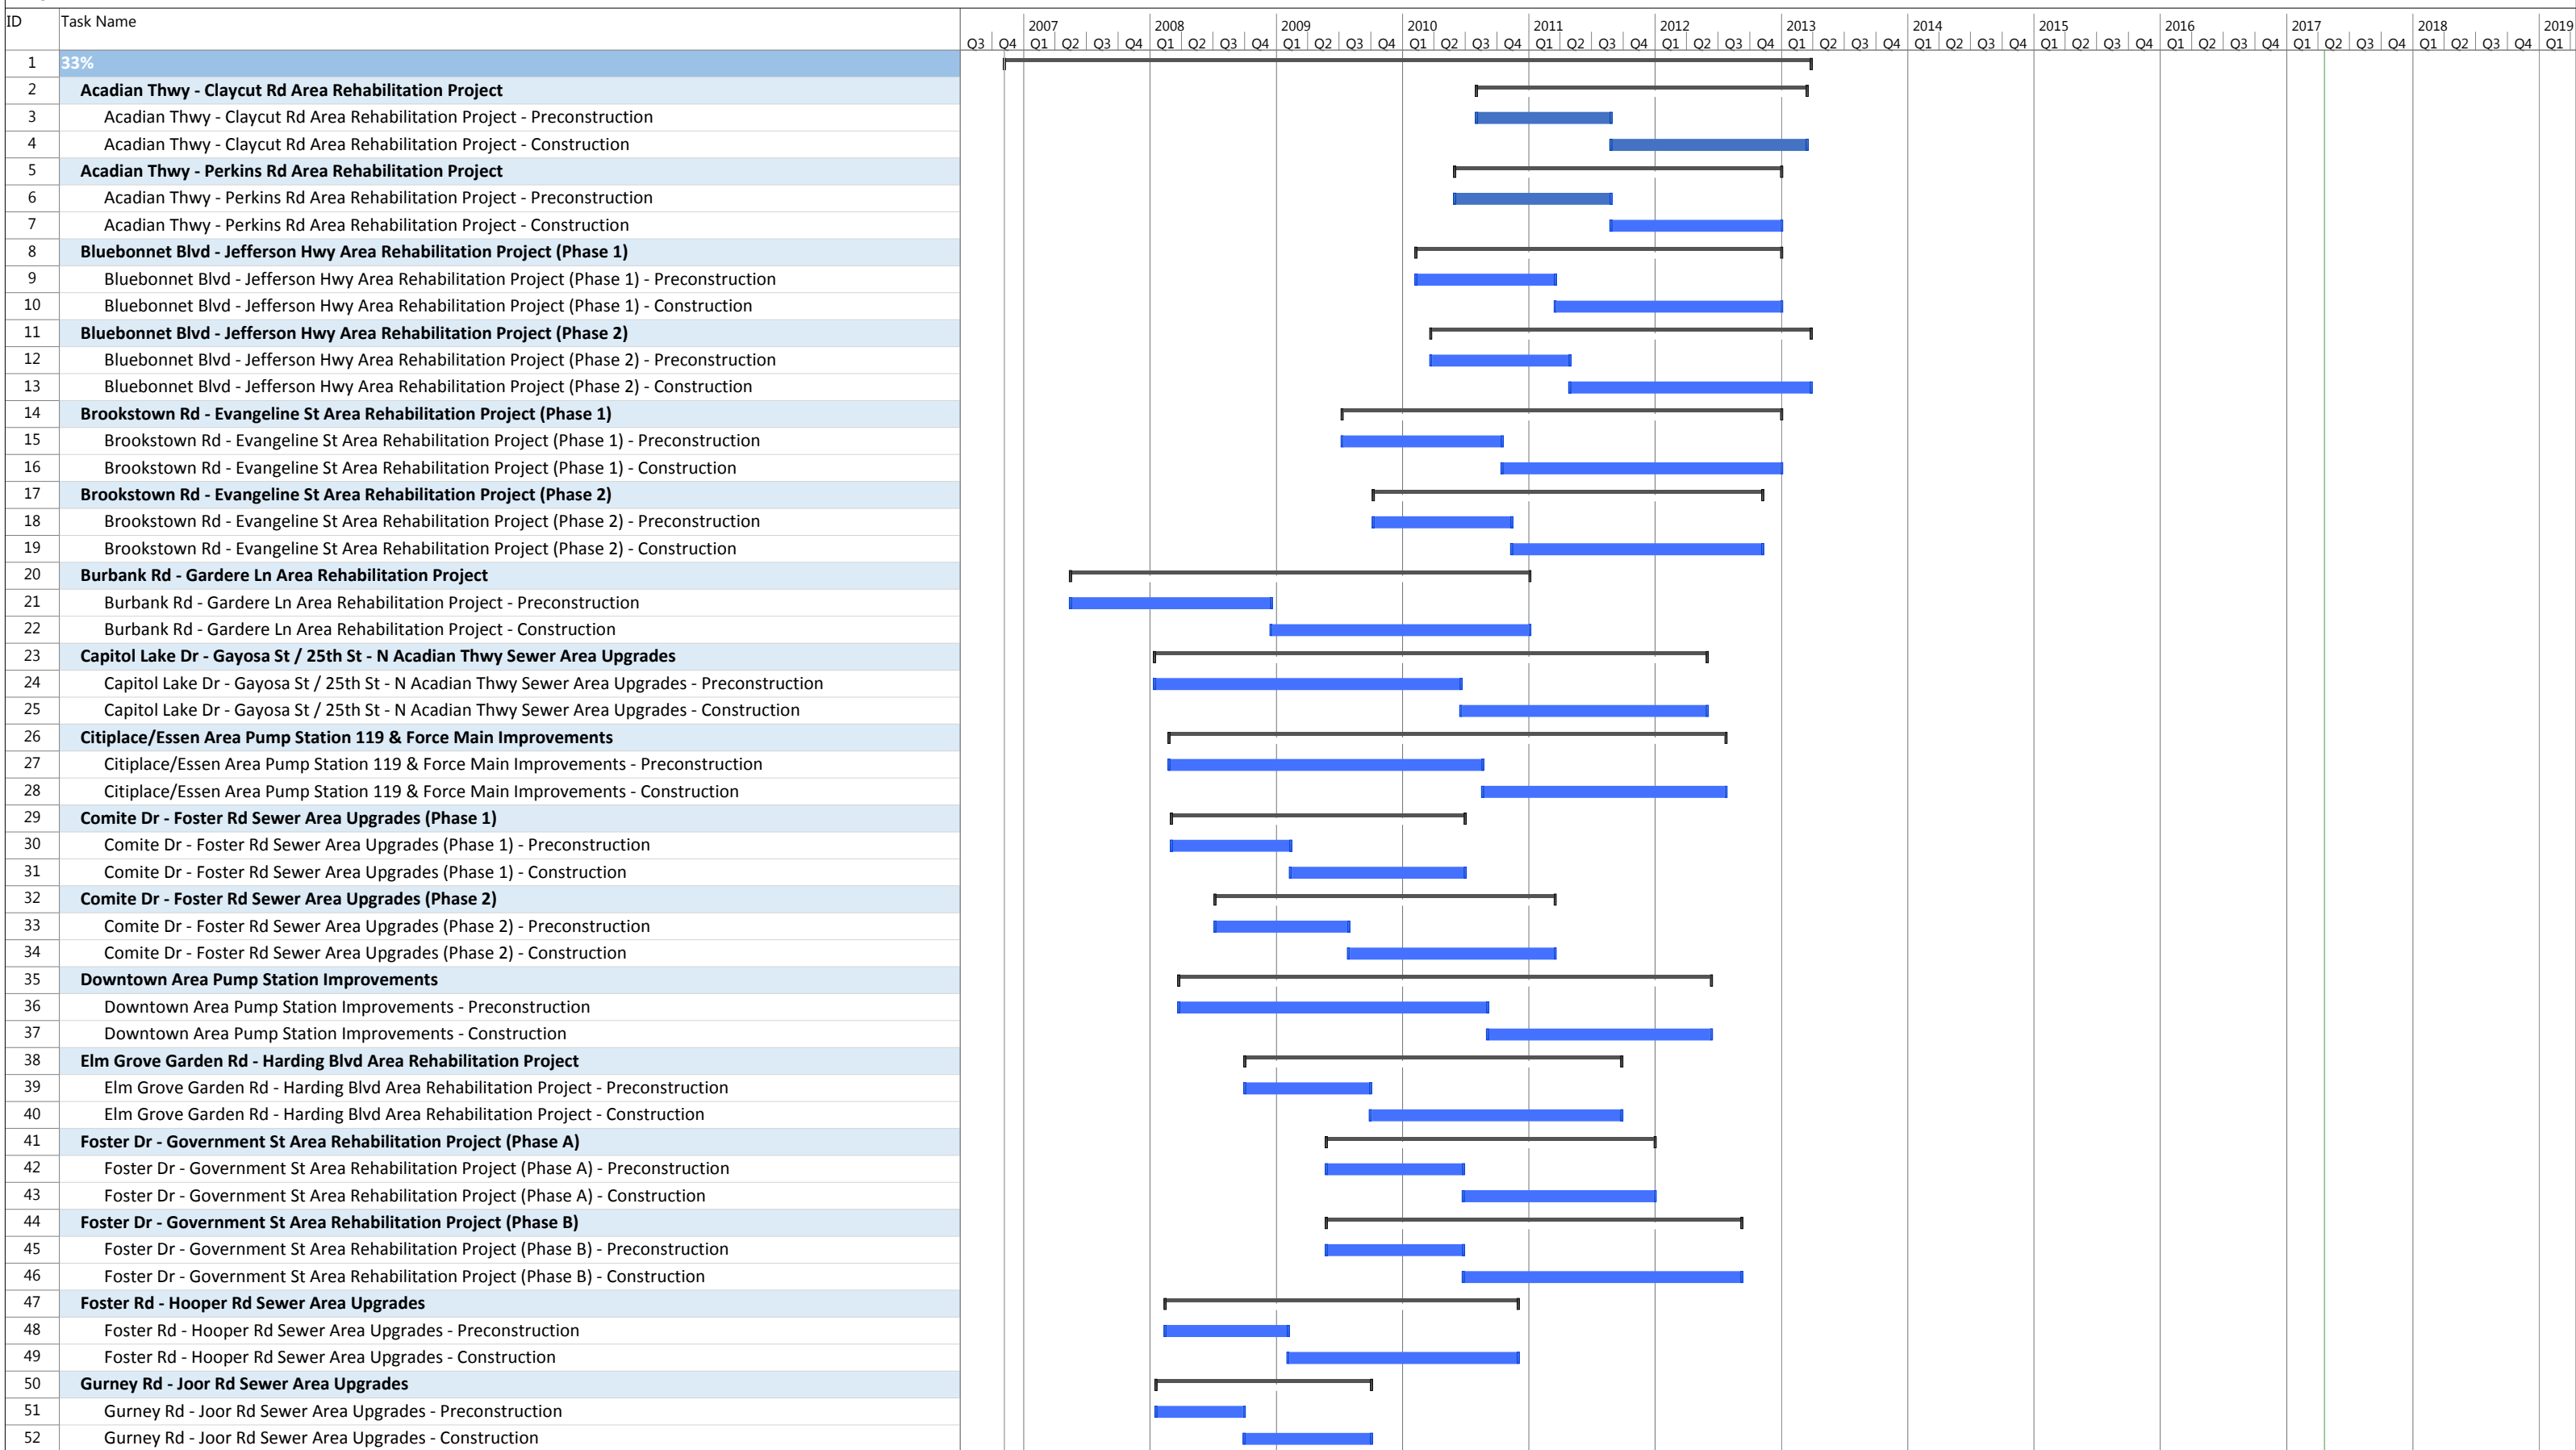 ID Task Name 2007 2008 2009 2010 2011 2012 2013 2014 2015 2016 2017 2018 2019
Q3 Q4 Q1 Q2 Q3 Q4 Q1 Q2 Q3 Q4 Q1 Q2 Q3 Q4 Q1 Q2 Q3 Q4 Q1 Q2 Q3 Q4 Q1 Q2 Q3 Q4 Q1 Q2 Q3 Q4 Q1 Q2 Q3 Q4 Q1 Q2 Q3 Q4 Q1 Q2 Q3 Q4 Q1 Q2 Q3 Q4 Q1 Q2 Q3 Q4 Q1
1 33%
2 Acadian Thwy - Claycut Rd Area Rehabilitation Project
3 Acadian Thwy - Claycut Rd Area Rehabilitation Project - Preconstruction
4 Acadian Thwy - Claycut Rd Area Rehabilitation Project - Construction
5 Acadian Thwy - Perkins Rd Area Rehabilitation Project
6 Acadian Thwy - Perkins Rd Area Rehabilitation Project - Preconstruction
7 Acadian Thwy - Perkins Rd Area Rehabilitation Project - Construction
8 Bluebonnet Blvd - Jefferson Hwy Area Rehabilitation Project (Phase 1)
9 Bluebonnet Blvd - Jefferson Hwy Area Rehabilitation Project (Phase 1) - Preconstruction
10 Bluebonnet Blvd - Jefferson Hwy Area Rehabilitation Project (Phase 1) - Construction
11 Bluebonnet Blvd - Jefferson Hwy Area Rehabilitation Project (Phase 2)
12 Bluebonnet Blvd - Jefferson Hwy Area Rehabilitation Project (Phase 2) - Preconstruction
13 Bluebonnet Blvd - Jefferson Hwy Area Rehabilitation Project (Phase 2) - Construction
14 Brookstown Rd - Evangeline St Area Rehabilitation Project (Phase 1)
15 Brookstown Rd - Evangeline St Area Rehabilitation Project (Phase 1) - Preconstruction
16 Brookstown Rd - Evangeline St Area Rehabilitation Project (Phase 1) - Construction
17 Brookstown Rd - Evangeline St Area Rehabilitation Project (Phase 2)
18 Brookstown Rd - Evangeline St Area Rehabilitation Project (Phase 2) - Preconstruction
19 Brookstown Rd - Evangeline St Area Rehabilitation Project (Phase 2) - Construction
20 Burbank Rd - Gardere Ln Area Rehabilitation Project
21 Burbank Rd - Gardere Ln Area Rehabilitation Project - Preconstruction
22 Burbank Rd - Gardere Ln Area Rehabilitation Project - Construction
23 Capitol Lake Dr - Gayosa St / 25th St - N Acadian Thwy Sewer Area Upgrades
24 Capitol Lake Dr - Gayosa St / 25th St - N Acadian Thwy Sewer Area Upgrades - Preconstruction
25 Capitol Lake Dr - Gayosa St / 25th St - N Acadian Thwy Sewer Area Upgrades - Construction
26 Citiplace/Essen Area Pump Station 119 & Force Main Improvements
27 Citiplace/Essen Area Pump Station 119 & Force Main Improvements - Preconstruction
28 Citiplace/Essen Area Pump Station 119 & Force Main Improvements - Construction
29 Comite Dr - Foster Rd Sewer Area Upgrades (Phase 1)
30 Comite Dr - Foster Rd Sewer Area Upgrades (Phase 1) - Preconstruction
31 Comite Dr - Foster Rd Sewer Area Upgrades (Phase 1) - Construction
32 Comite Dr - Foster Rd Sewer Area Upgrades (Phase 2)
33 Comite Dr - Foster Rd Sewer Area Upgrades (Phase 2) - Preconstruction
34 Comite Dr - Foster Rd Sewer Area Upgrades (Phase 2) - Construction
35 Downtown Area Pump Station Improvements
36 Downtown Area Pump Station Improvements - Preconstruction
37 Downtown Area Pump Station Improvements - Construction
38 Elm Grove Garden Rd - Harding Blvd Area Rehabilitation Project
39 Elm Grove Garden Rd - Harding Blvd Area Rehabilitation Project - Preconstruction
40 Elm Grove Garden Rd - Harding Blvd Area Rehabilitation Project - Construction
41 Foster Dr - Government St Area Rehabilitation Project (Phase A)
42 Foster Dr - Government St Area Rehabilitation Project (Phase A) - Preconstruction
43 Foster Dr - Government St Area Rehabilitation Project (Phase A) - Construction
44 Foster Dr - Government St Area Rehabilitation Project (Phase B)
45 Foster Dr - Government St Area Rehabilitation Project (Phase B) - Preconstruction
46 Foster Dr - Government St Area Rehabilitation Project (Phase B) - Construction
47 Foster Rd - Hooper Rd Sewer Area Upgrades
48 Foster Rd - Hooper Rd Sewer Area Upgrades - Preconstruction
49 Foster Rd - Hooper Rd Sewer Area Upgrades - Construction
50 Gurney Rd - Joor Rd Sewer Area Upgrades
51 Gurney Rd - Joor Rd Sewer Area Upgrades - Preconstruction
52 Gurney Rd - Joor Rd Sewer Area Upgrades - Construction